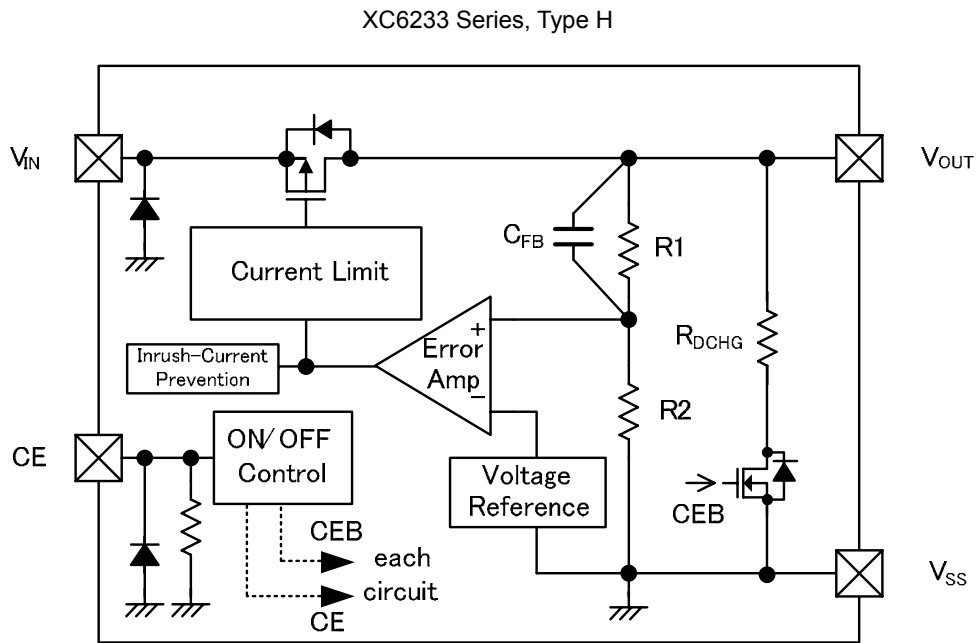 XC6233 Series, Type H
VIN
VOUT
CFB
R1
Current Limit
RDCHG
+
Error
Amp
−
Inrush-Current
Prevention
R2
CE
ON/OFF
Control
Voltage
Reference
CEB
CEB
each
circuit
CE
VSS